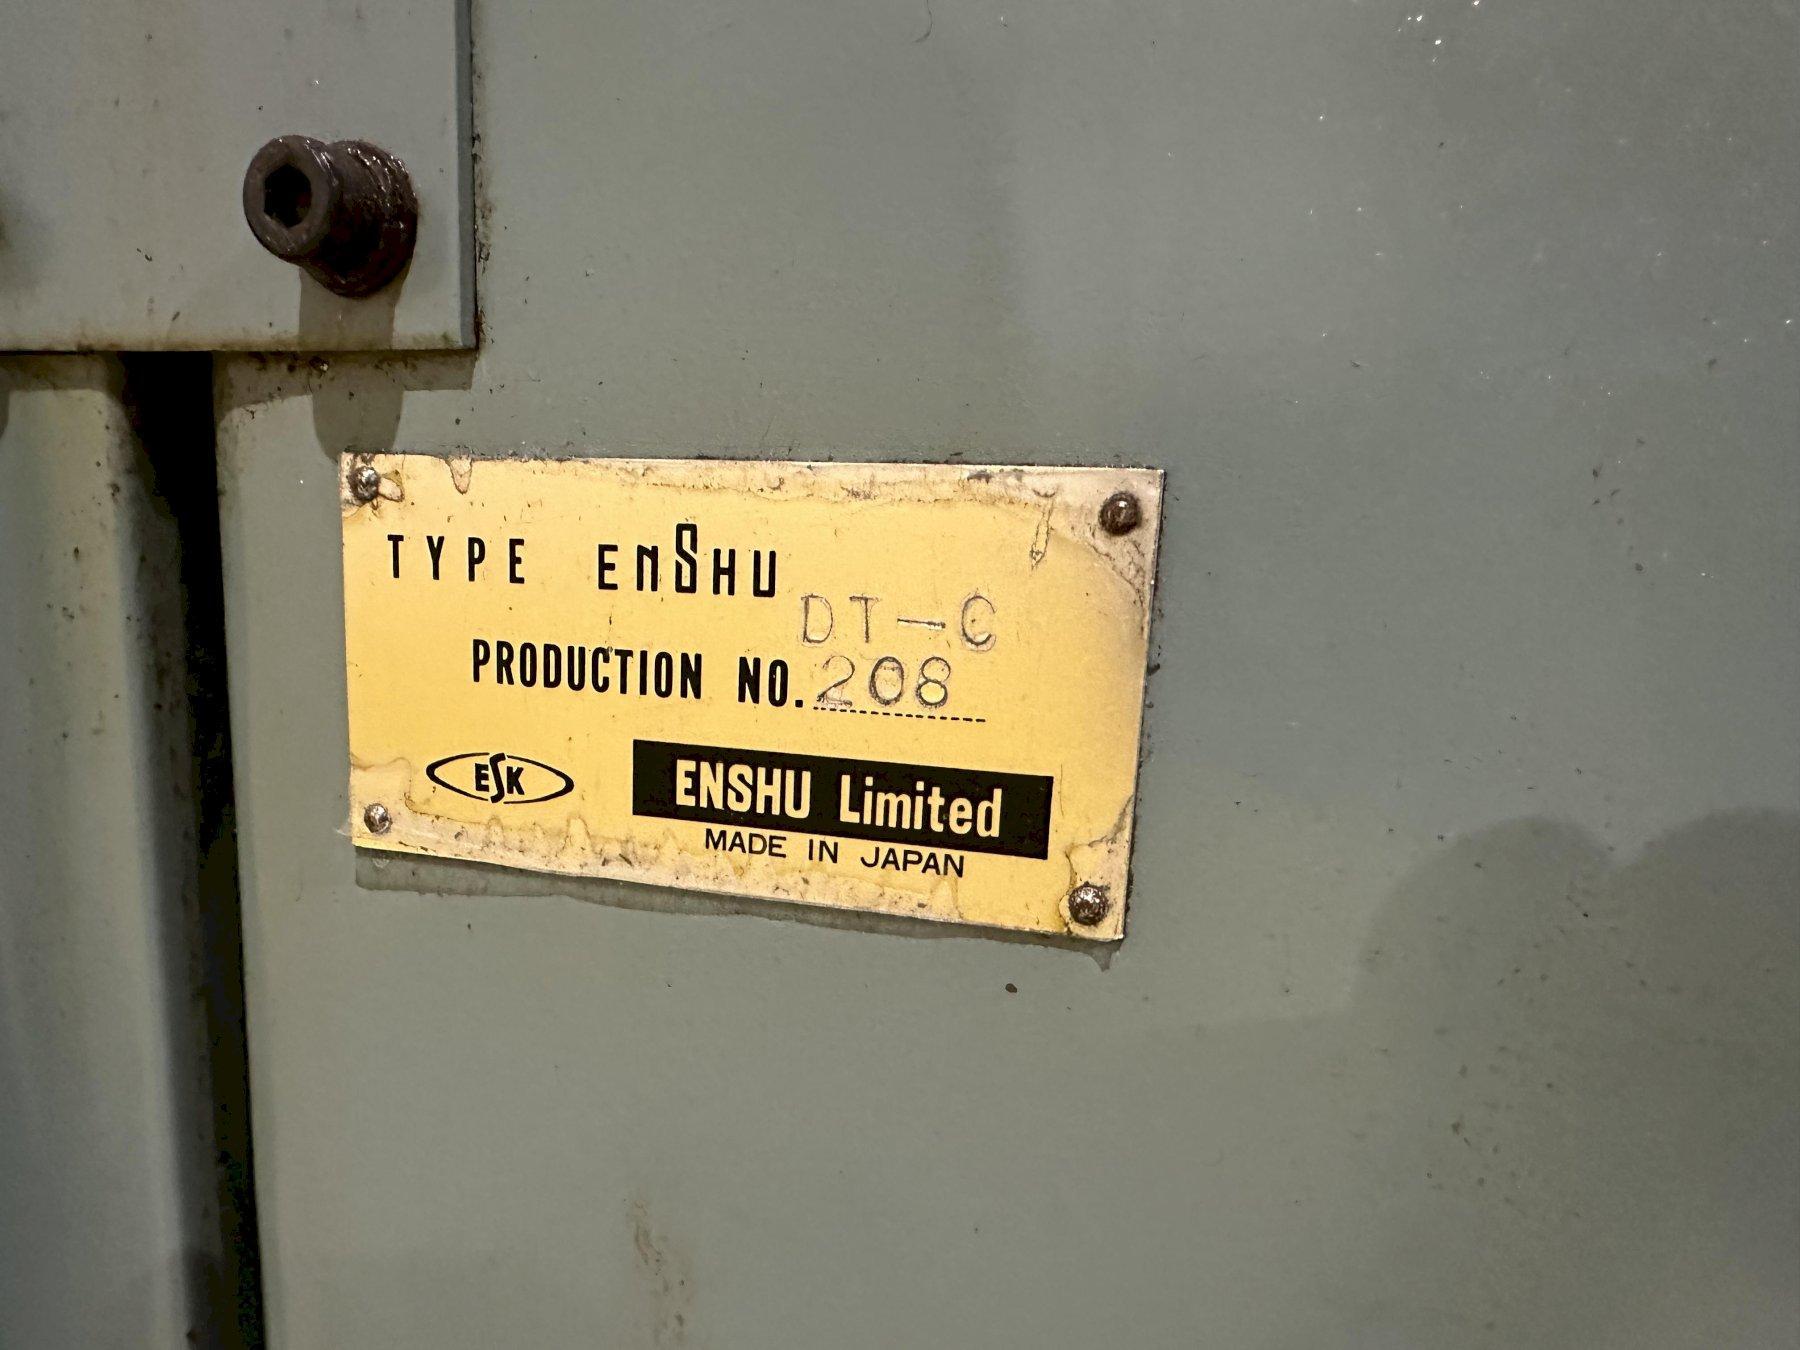 TYPE ENSHU DT-C
PRODUCTION NO. 208
ESK
ENSHU Limited
MADE IN JAPAN